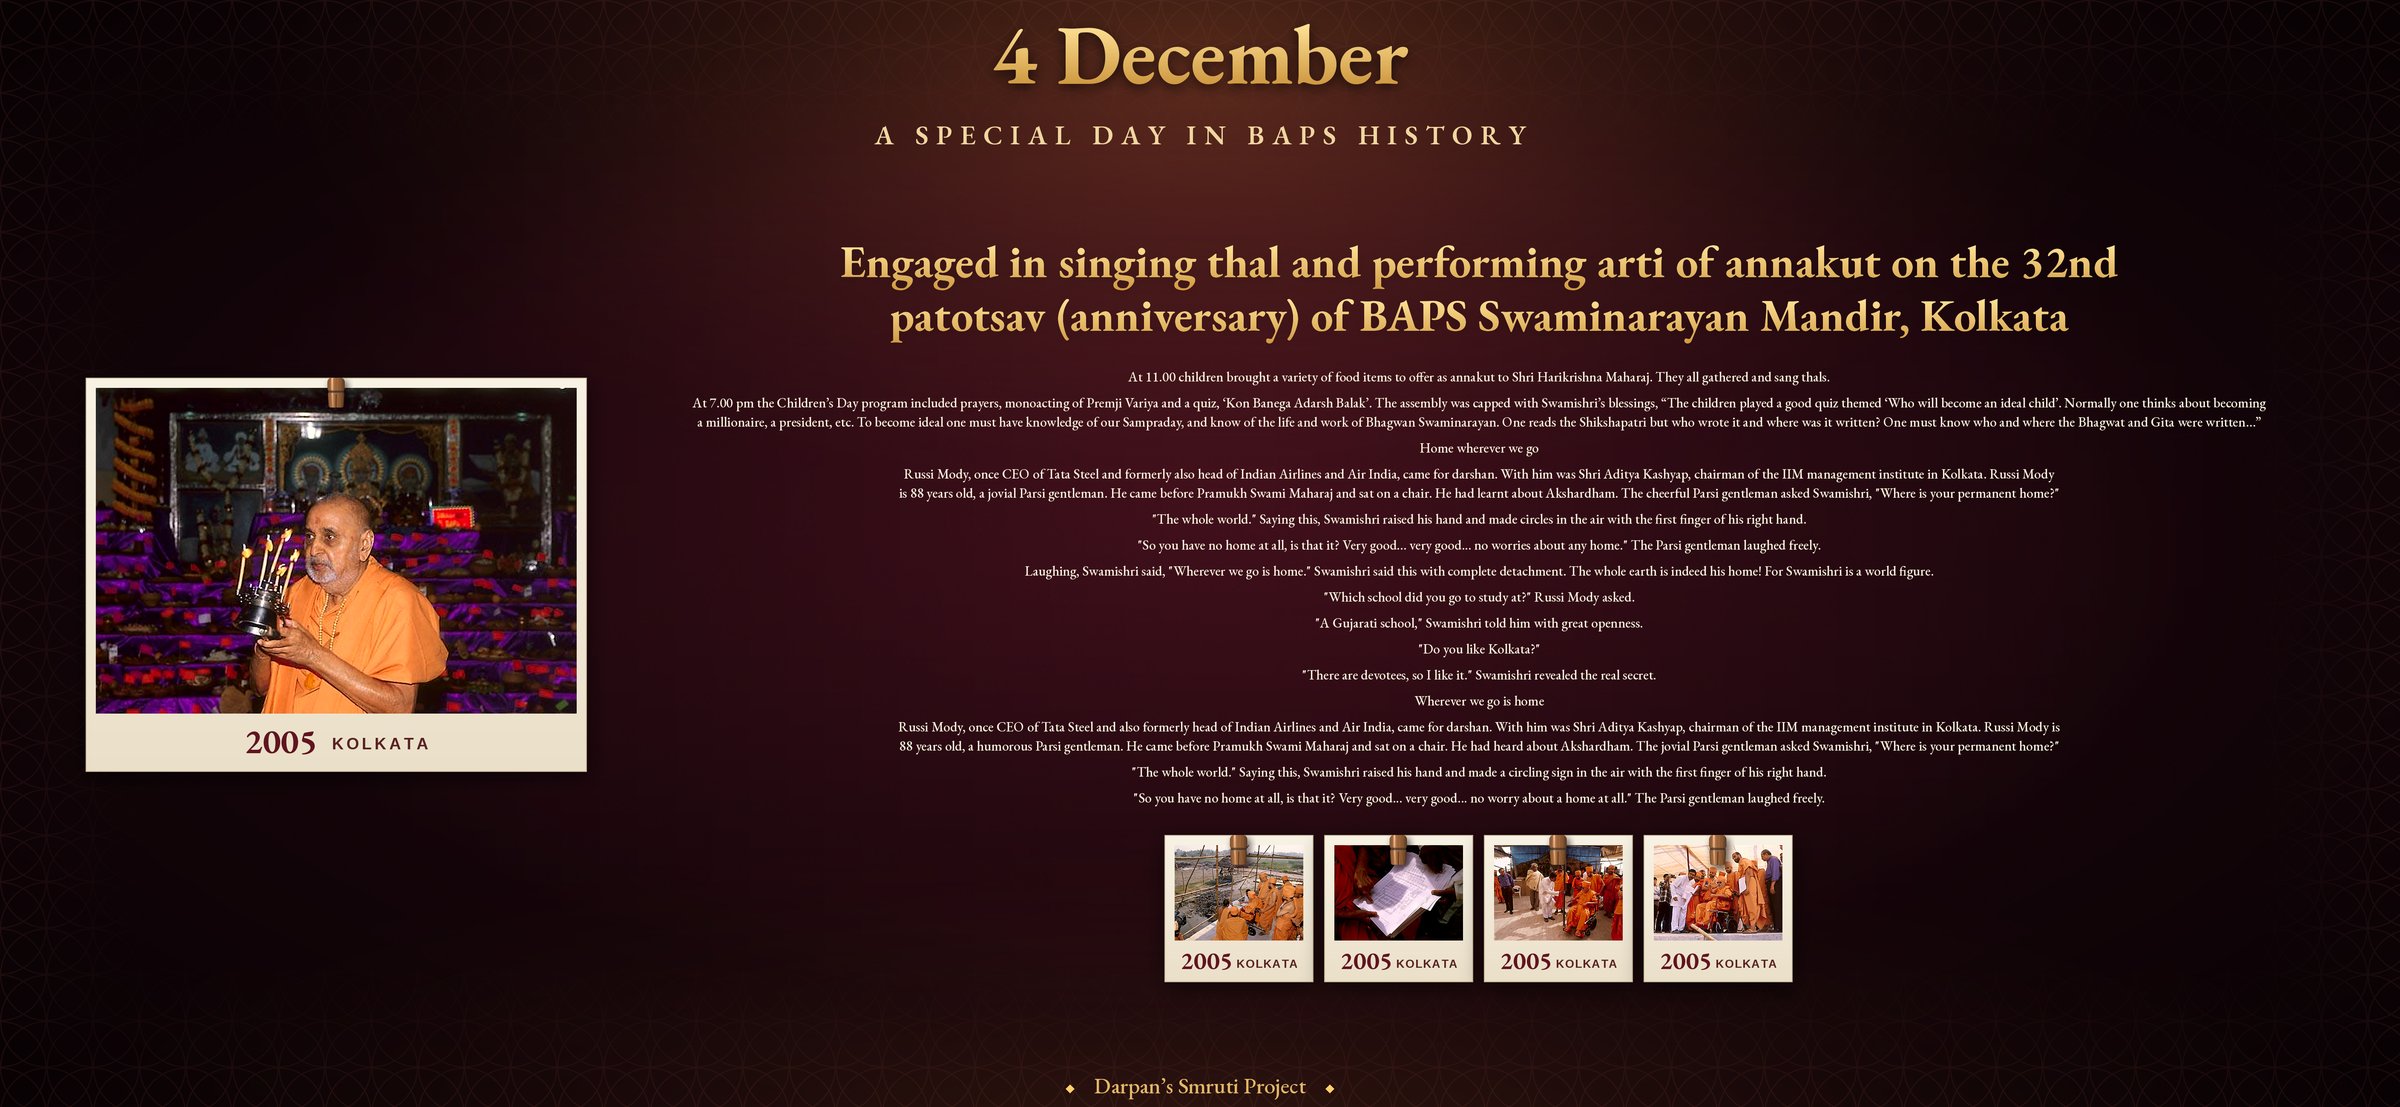 4 December
A SPECIAL DAY IN BAPS HISTORY
Engaged in singing thal and performing arti of annakut on the 32nd
patotsav (anniversary) of BAPS Swaminarayan Mandir, Kolkata
At 11.00 children brought a variety of food items to offer as annakut to Shri Harikrishna Maharaj. They all gathered and sang thals.
At 7.00 pm the Children’s Day program included prayers, monoacting of Premji Variya and a quiz, ‘Kon Banega Adarsh Balak’. The assembly was capped with Swamishri’s blessings, “The children played a good quiz themed ‘Who will become an ideal child’. Normally one thinks about becoming
a millionaire, a president, etc. To become ideal one must have knowledge of our Sampraday, and know of the life and work of Bhagwan Swaminarayan. One reads the Shikshapatri but who wrote it and where was it written? One must know who and where the Bhagwat and Gita were written...”
Home wherever we go
Russi Mody, once CEO of Tata Steel and formerly also head of Indian Airlines and Air India, came for darshan. With him was Shri Aditya Kashyap, chairman of the IIM management institute in Kolkata. Russi Mody
is 88 years old, a jovial Parsi gentleman. He came before Pramukh Swami Maharaj and sat on a chair. He had learnt about Akshardham. The cheerful Parsi gentleman asked Swamishri, "Where is your permanent home?"
"The whole world." Saying this, Swamishri raised his hand and made circles in the air with the first finger of his right hand.
"So you have no home at all, is that it? Very good... very good... no worries about any home." The Parsi gentleman laughed freely.
Laughing, Swamishri said, "Wherever we go is home." Swamishri said this with complete detachment. The whole earth is indeed his home! For Swamishri is a world figure.
"Which school did you go to study at?" Russi Mody asked.
"A Gujarati school," Swamishri told him with great openness.
"Do you like Kolkata?"
"There are devotees, so I like it." Swamishri revealed the real secret.
Wherever we go is home
Russi Mody, once CEO of Tata Steel and also formerly head of Indian Airlines and Air India, came for darshan. With him was Shri Aditya Kashyap, chairman of the IIM management institute in Kolkata. Russi Mody is
88 years old, a humorous Parsi gentleman. He came before Pramukh Swami Maharaj and sat on a chair. He had heard about Akshardham. The jovial Parsi gentleman asked Swamishri, "Where is your permanent home?"
"The whole world." Saying this, Swamishri raised his hand and made a circling sign in the air with the first finger of his right hand.
"So you have no home at all, is that it? Very good... very good... no worry about a home at all." The Parsi gentleman laughed freely.
2005 KOLKATA
2005 KOLKATA
2005 KOLKATA
2005 KOLKATA
2005 KOLKATA
Darpan’s Smruti Project